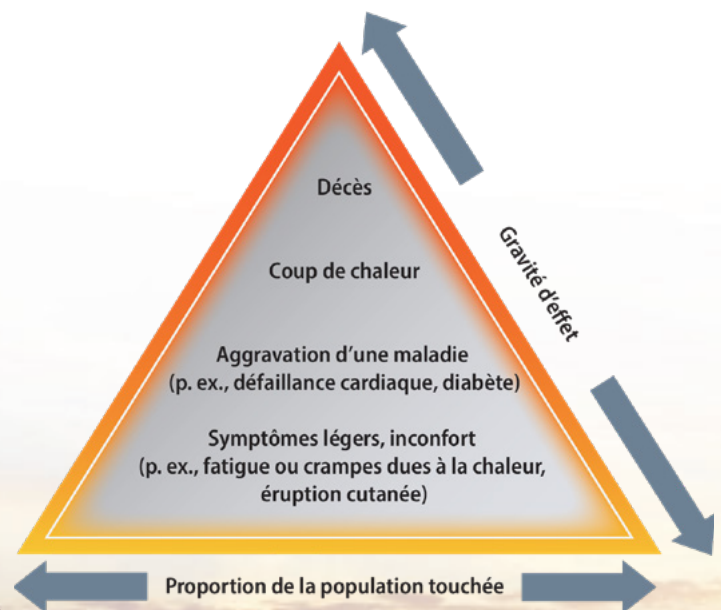 Décès
Coup de chaleur
Gravité d'effet
Aggravation d'une maladie
(p. ex., défaillance cardiaque, diabète)
Symptômes légers, inconfort
(p. ex., fatigue ou crampes dues à la chaleur,
éruption cutanée)
Proportion de la population touchée